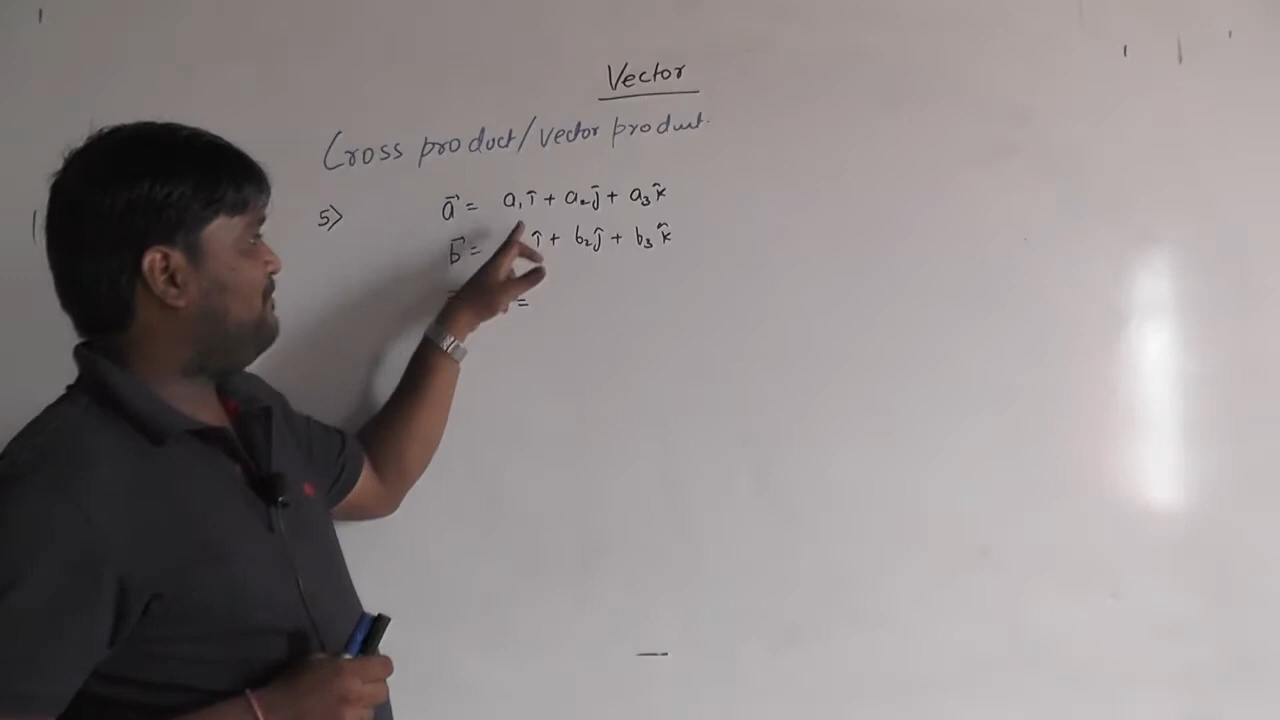 Vector
Cross product/vector product.
5> a⃗ = a₁î + a₂ĵ + a₃k̂
b⃗ = î + b₂ĵ + b₃k̂
=